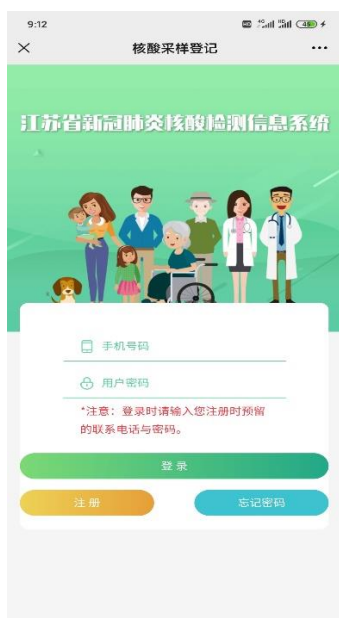 9:12
核酸采样登记
江苏省新冠肺炎核酸检测信息系统
手机号码
用户密码
*注意：登录时请输入您注册时预留
的联系电话与密码。
登录
注册
忘记密码